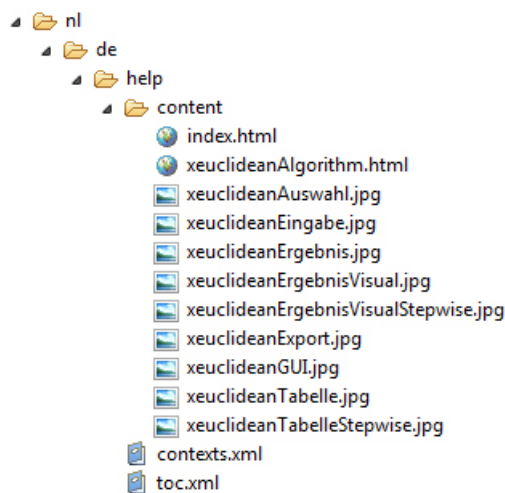 nl
de
help
content
index.html
xeuclideanAlgorithm.html
xeuclideanAuswahl.jpg
xeuclideanEingabe.jpg
xeuclideanErgebnis.jpg
xeuclideanErgebnisVisual.jpg
xeuclideanErgebnisVisualStepwise.jpg
xeuclideanExport.jpg
xeuclideanGUI.jpg
xeuclideanTabelle.jpg
xeuclideanTabelleStepwise.jpg
contexts.xml
toc.xml